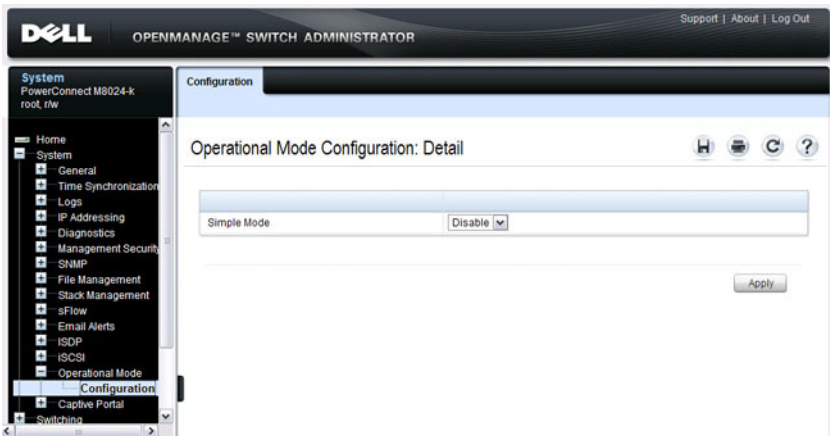 Support | About | Log Out
DELL
OPENMANAGE™ SWITCH ADMINISTRATOR
System
PowerConnect M8024-k
root, r/w
Configuration
Home
System
General
Time Synchronization
Logs
IP Addressing
Diagnostics
Management Security
SNMP
File Management
Stack Management
sFlow
Email Alerts
ISDP
iSCSI
Operational Mode
Configuration
Captive Portal
Switching
Operational Mode Configuration: Detail
Simple Mode
Disable
Apply